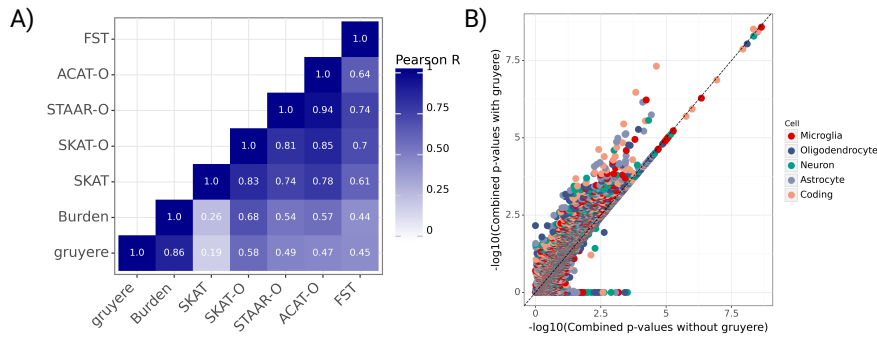 A)
FST
ACAT-O
STAAR-O
SKAT-O
SKAT
Burden
gruyere
1.0
1.0 0.64
1.0 0.94 0.74
1.0 0.81 0.85 0.7
1.0 0.83 0.74 0.78 0.61
1.0 0.26 0.68 0.54 0.57 0.44
1.0 0.86 0.19 0.58 0.49 0.47 0.45
gruyere Burden SKAT SKAT-O STAAR-O ACAT-O FST
Pearson R
1
0.75
0.50
0.25
0
B)
-log10(Combined p-values with gruyere)
7.5
5
2.5
0
0 2.5 7.5
-log10(Combined p-values without gruyere)
Cell
Microglia
Oligodendrocyte
Neuron
Astrocyte
Coding